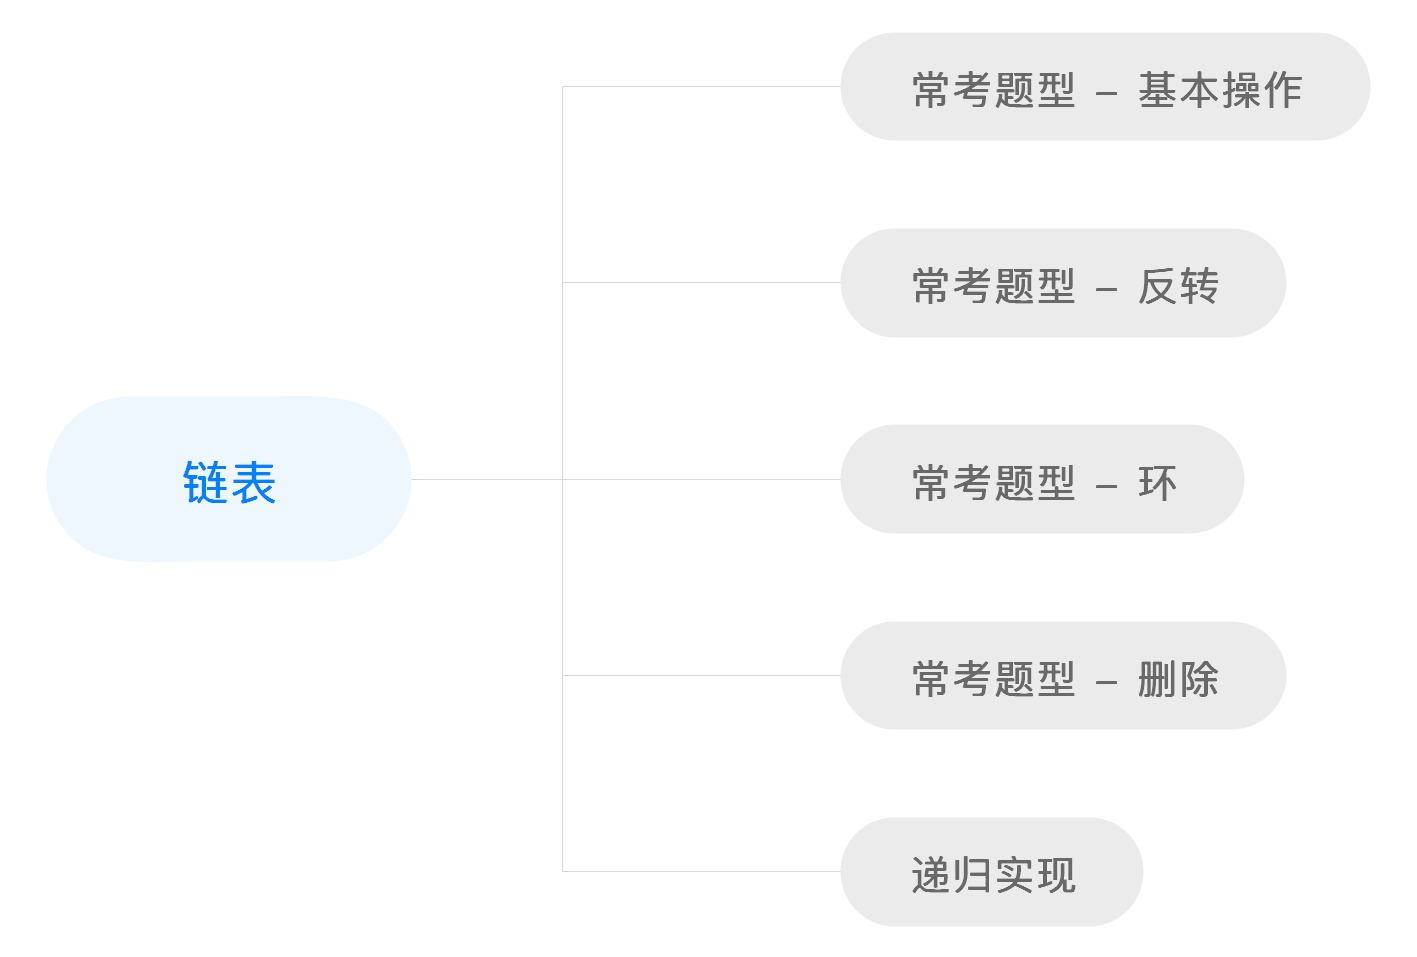 常考题型 – 基本操作
常考题型 – 反转
链表
常考题型 – 环
常考题型 – 删除
递归实现